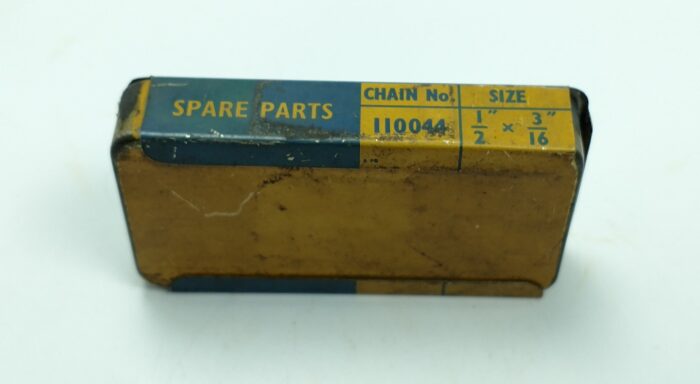 SPARE PARTS
CHAIN No.
110044
SIZE
1/2" × 3/16"